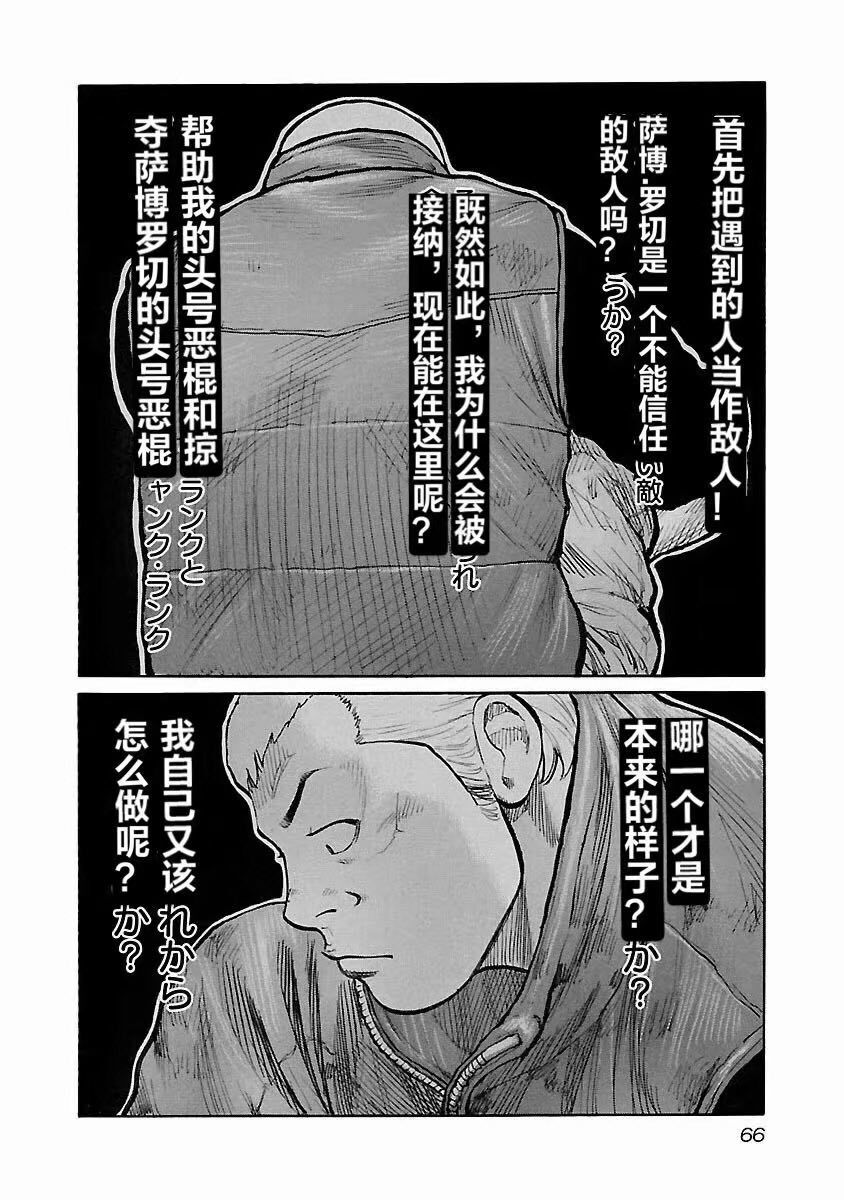 首先把遇到的人当作敌人！
萨博·罗切是一个不能信任
い敵
的敌人吗？
うか？
既然如此，我为什么会被
れ
接纳，现在能在这里呢？
帮助我的头号恶棍和掠
ランクと
夺萨博罗切的头号恶棍
ャンク・ランク
哪一个才是
本来的样子？
か？
我自己又该
れから
怎么做呢？
か？
66